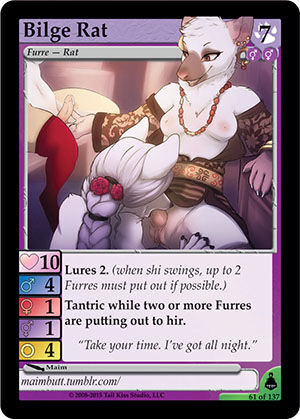 Bilge Rat
7
Furre — Rat
10
4
1
1
4
Lures 2. (when shi swings, up to 2
Furres must put out if possible.)
Tantric while two or more Furres
are putting out to hir.
"Take your time. I've got all night."
Maim
maimbutt.tumblr.com/
© 2008-2015 Tail Kiss Studio, LLC
61 of 137